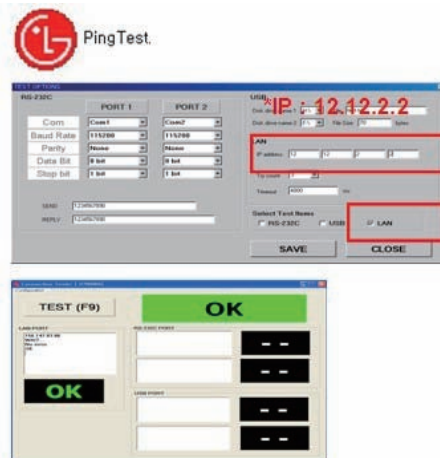 LG
PingTest.
TEST OPTIONS
RS-232C
USB
PORT 1 PORT 2
*IP : 12.12.2.2
Com Com1 Com2
Baud Rate 115200 115200
Parity None None
Data Bit 8 bit 8 bit
Stop bit 1 bit 1 bit
LAN
IP address 12 12 2 2
Try count
Timeout 4000
SEND 1234567890
REPLY 1234567890
Select Test Items
RS-232C USB LAN
SAVE CLOSE
TEST (F9)
OK
LAN PORT
RS-232C PORT
OK
USB PORT
-- 
--
--
--